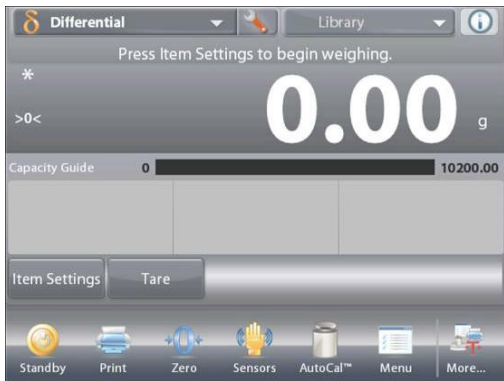 δ Differential Library i
Press Item Settings to begin weighing.
*
>0< 0.00 g
Capacity Guide 0 10200.00
Item Settings Tare
Standby Print Zero Sensors AutoCal™ Menu More...